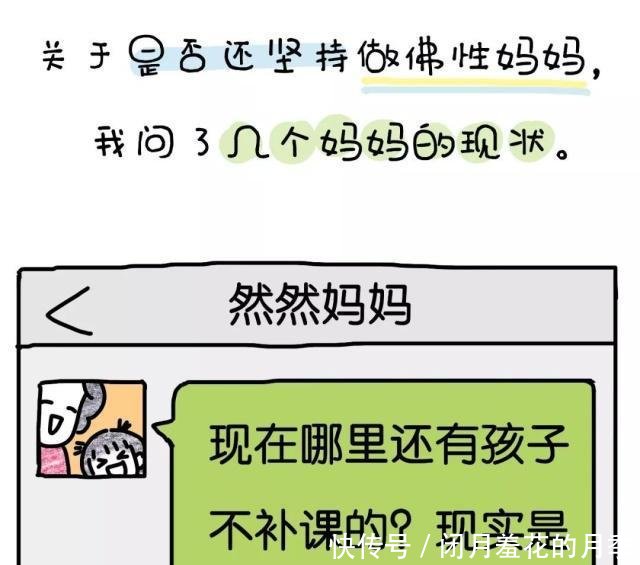 关于是否还坚持做佛性妈妈,
我问了几个妈妈的现状。
然然妈妈
现在哪里还有孩子
不补课的?现实是
快传号/闭月羞花的月季